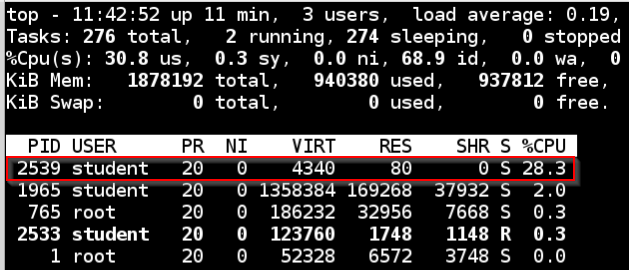 top - 11:42:52 up 11 min,  3 users,  load average: 0.19,
Tasks: 276 total,   2 running, 274 sleeping,   0 stopped
%Cpu(s): 30.8 us,  0.3 sy,  0.0 ni, 68.9 id,  0.0 wa,  0
KiB Mem:   1878192 total,   940380 used,   937812 free,
KiB Swap:        0 total,        0 used,        0 free.
PID USER      PR  NI    VIRT    RES    SHR S %CPU
2539 student   20   0    4340     80      0 S 28.3
1965 student   20   0 1358384 169268  37932 S  2.0
765 root      20   0  186232  32956   7668 S  0.3
2533 student   20   0  123760   1748   1148 R  0.3
1 root      20   0   52328   6572   3748 S  0.0